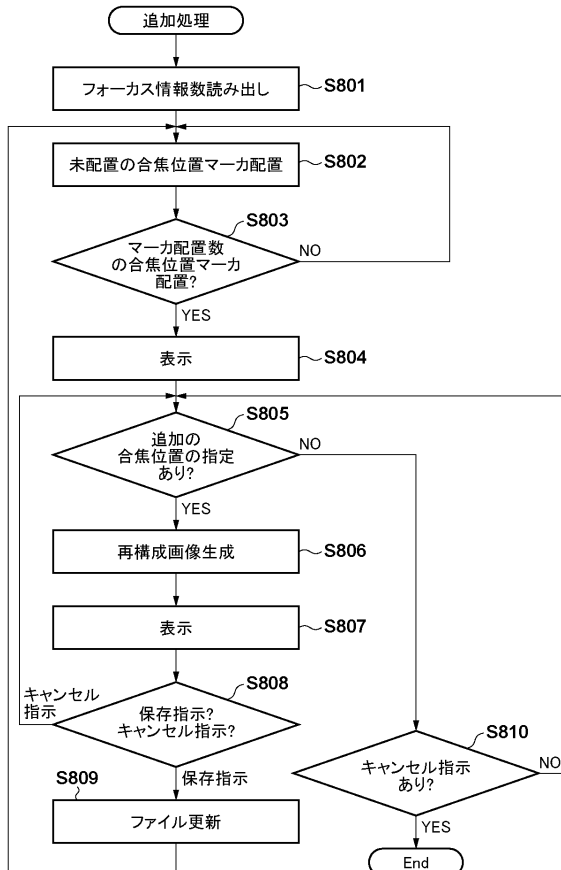 追加処理
フォーカス情報数読み出し
S801
未配置の合焦位置マーカ配置
S802
S803
マーカ配置数
の合焦位置マーカ
配置?
NO
YES
表示
S804
S805
追加の
合焦位置の指定
あり?
NO
YES
再構成画像生成
S806
表示
S807
S808
キャンセル
指示
保存指示?
キャンセル指示?
保存指示
S809
ファイル更新
S810
キャンセル指示
あり?
NO
YES
End